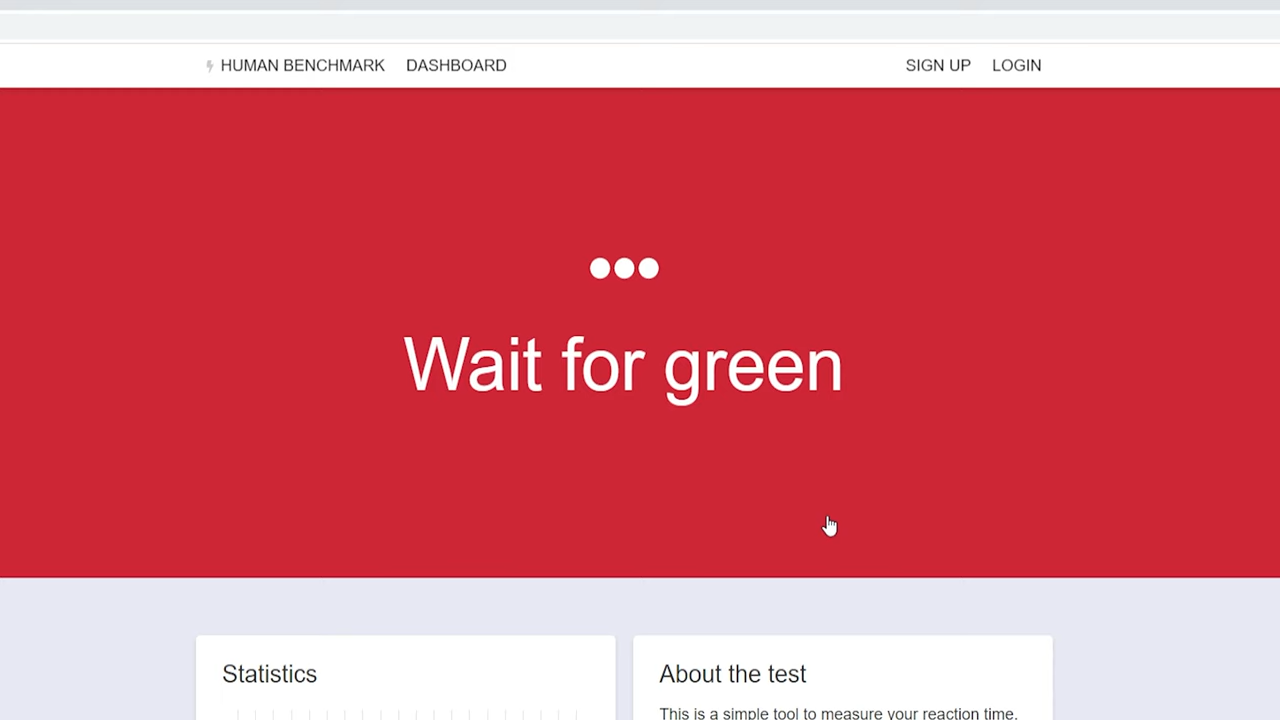 HUMAN BENCHMARK DASHBOARD SIGN UP LOGIN
Wait for green
Statistics
About the test
This is a simple tool to measure your reaction time.